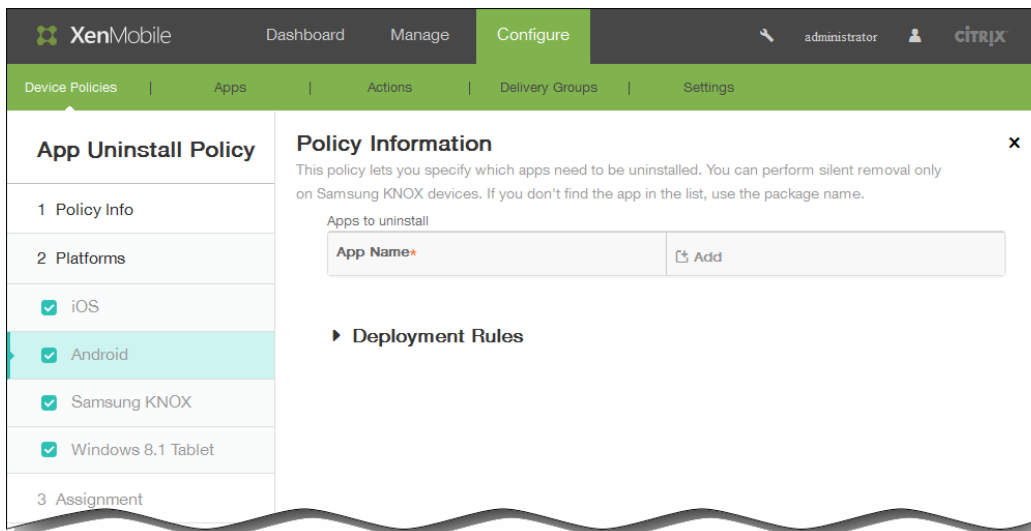 XenMobile Dashboard Manage Configure administrator CITRIX
Device Policies | Apps | Actions | Delivery Groups | Settings
App Uninstall Policy
1 Policy Info
2 Platforms
iOS
Android
Samsung KNOX
Windows 8.1 Tablet
3 Assignment
Policy Information
This policy lets you specify which apps need to be uninstalled. You can perform silent removal only
on Samsung KNOX devices. If you don't find the app in the list, use the package name.
Apps to uninstall
App Name* Add
Deployment Rules